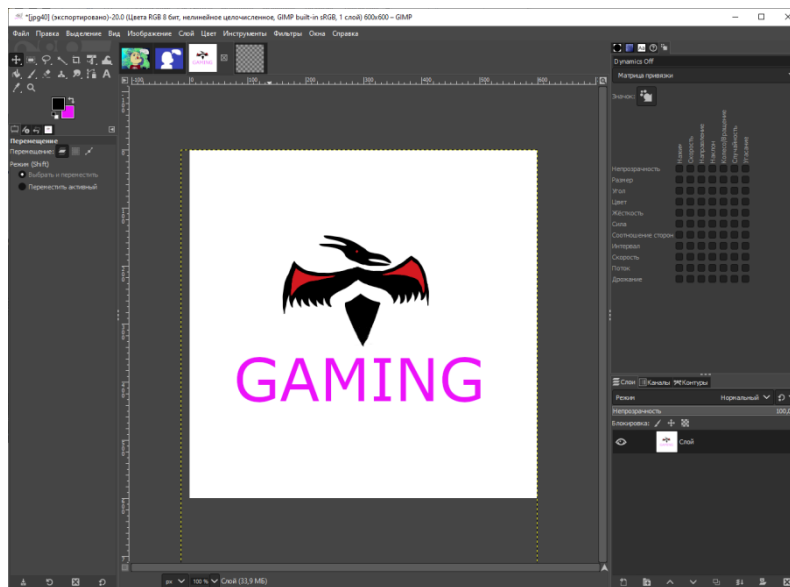 *[jpg40] (экспортировано)-20.0 (Цвета RGB 8 бит, нелинейное целочисленное, GIMP built-in sRGB, 1 слой) 600x600 – GIMP
Файл Правка Выделение Вид Изображение Слой Цвет Инструменты Фильтры Окна Справка
Dynamics Off
Матрица привязки
Значок:
Нажим
Скорость
Направление
Наклон
Колесо/Вращение
Случайность
Угасание
Непрозрачность
Размер
Угол
Цвет
Жёсткость
Сила
Соотношение сторон
Интервал
Скорость
Поток
Дрожание
Перемещение
Перемещение:
Режим (Shift)
Выбрать и переместить
Переместить активный
GAMING
Слои Каналы Контуры
Режим Нормальный
Непрозрачность 100,0
Блокировка:
Слой
px 100 % Слой (33,9 МБ)